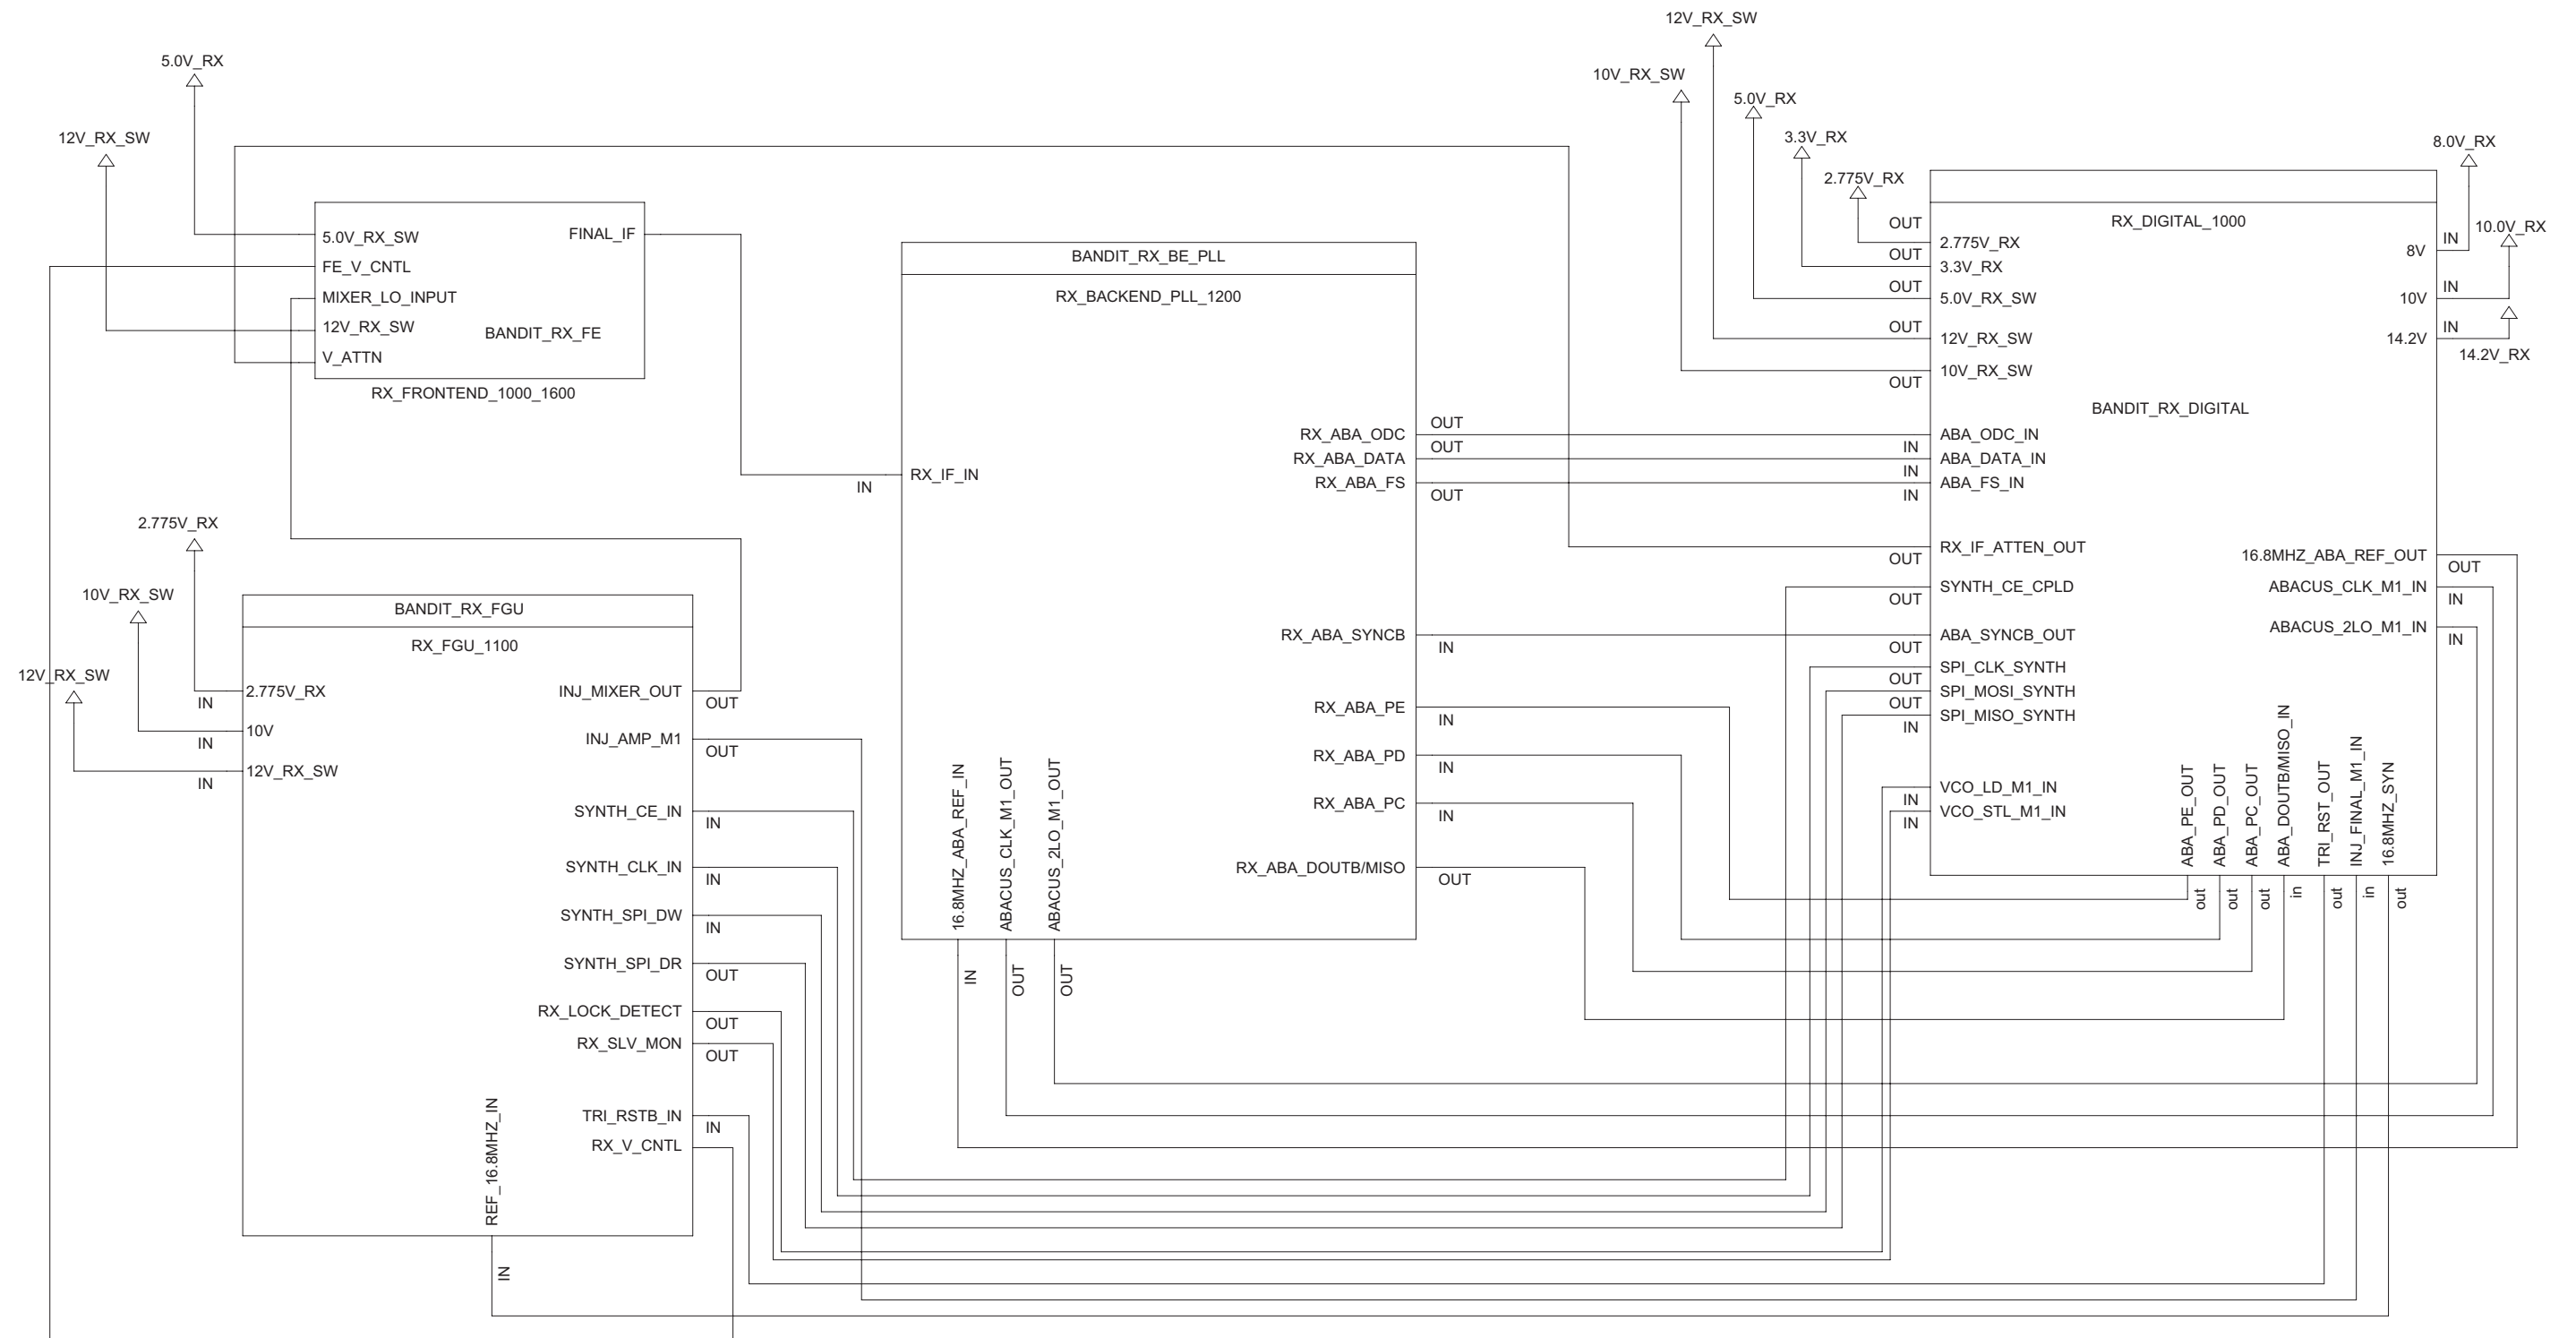 12V_RX_SW
5.0V_RX
10V_RX_SW
5.0V_RX
12V_RX_SW
3.3V_RX
8.0V_RX
2.775V_RX
5.0V_RX_SW
FE_V_CNTL
MIXER_LO_INPUT
12V_RX_SW
V_ATTN
FINAL_IF
BANDIT_RX_FE
RX_FRONTEND_1000_1600
2.775V_RX
10V_RX_SW
12V_RX_SW
BANDIT_RX_FGU
RX_FGU_1100
2.775V_RX
IN
10V
IN
12V_RX_SW
IN
INJ_MIXER_OUT
OUT
INJ_AMP_M1
OUT
SYNTH_CE_IN
IN
SYNTH_CLK_IN
IN
SYNTH_SPI_DW
IN
SYNTH_SPI_DR
OUT
RX_LOCK_DETECT
OUT
RX_SLV_MON
OUT
TRI_RSTB_IN
IN
RX_V_CNTL
REF_16.8MHZ_IN
IN
BANDIT_RX_BE_PLL
RX_BACKEND_PLL_1200
RX_IF_IN
IN
RX_ABA_ODC
OUT
RX_ABA_DATA
OUT
RX_ABA_FS
OUT
RX_ABA_SYNCB
IN
RX_ABA_PE
IN
RX_ABA_PD
IN
RX_ABA_PC
IN
RX_ABA_DOUTB/MISO
OUT
16.8MHZ_ABA_REF_IN
IN
ABACUS_CLK_M1_OUT
OUT
ABACUS_2LO_M1_OUT
OUT
RX_DIGITAL_1000
OUT
2.775V_RX
OUT
3.3V_RX
OUT
5.0V_RX_SW
OUT
12V_RX_SW
10V_RX_SW
OUT
BANDIT_RX_DIGITAL
ABA_ODC_IN
IN
ABA_DATA_IN
IN
ABA_FS_IN
IN
RX_IF_ATTEN_OUT
OUT
SYNTH_CE_CPLD
OUT
ABA_SYNCB_OUT
OUT
SPI_CLK_SYNTH
OUT
SPI_MOSI_SYNTH
OUT
SPI_MISO_SYNTH
IN
VCO_LD_M1_IN
IN
VCO_STL_M1_IN
IN
8V
IN
10.0V_RX
10V
IN
14.2V
IN
14.2V_RX
16.8MHZ_ABA_REF_OUT
OUT
ABACUS_CLK_M1_IN
IN
ABACUS_2LO_M1_IN
IN
ABA_PE_OUT
out
ABA_PD_OUT
out
ABA_PC_OUT
out
ABA_DOUTB/MISO_IN
in
TRI_RST_OUT
out
INJ_FINAL_M1_IN
in
16.8MHZ_SYN
out